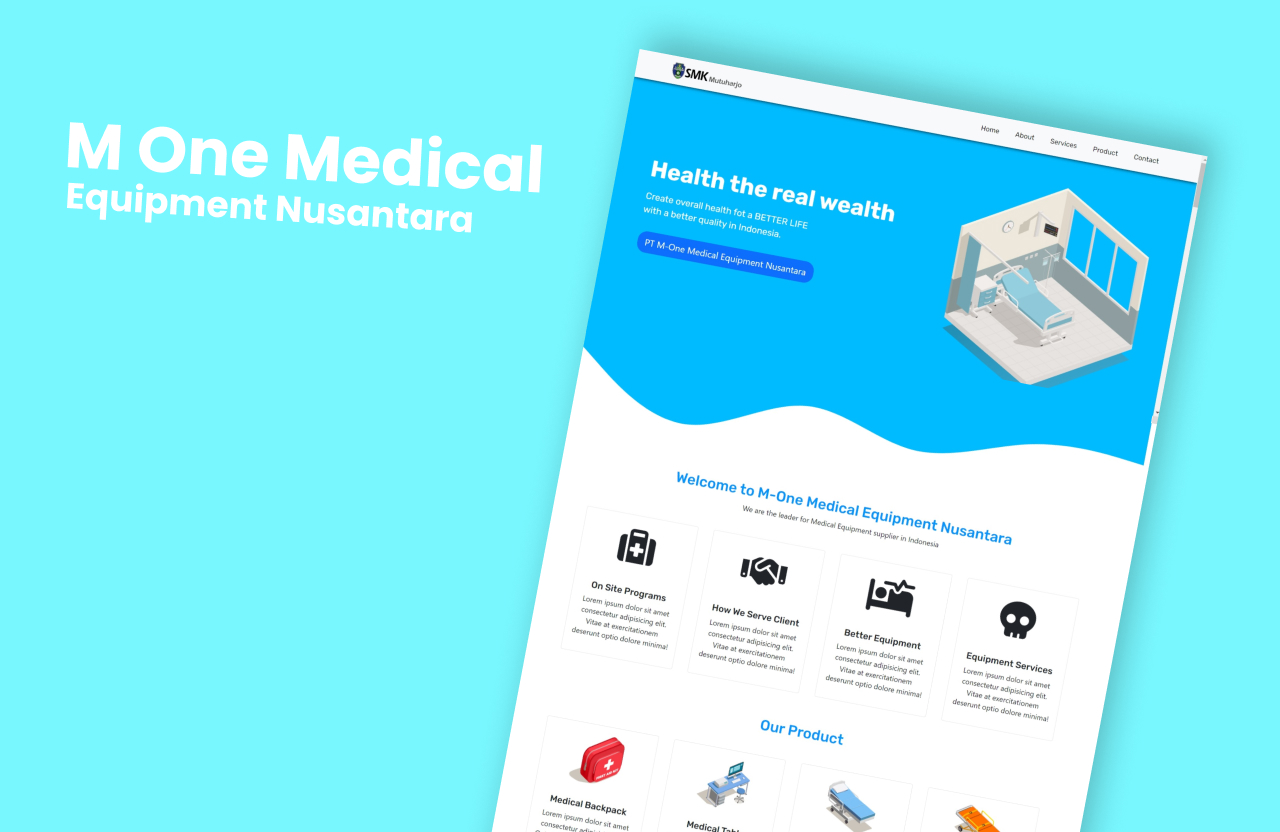 M One Medical
Equipment Nusantara
SMK Mutuharjo
Home About Services Product Contact
Health the real wealth
Create overall health fot a BETTER LIFE
with a better quality in Indonesia.
PT M-One Medical Equipment Nusantara
Welcome to M-One Medical Equipment Nusantara
We are the leader for Medical Equipment supplier in Indonesia
On Site Programs
Lorem ipsum dolor sit amet
consectetur adipisicing elit.
Vitae at exercitationem
deserunt optio dolore minima!
How We Serve Client
Lorem ipsum dolor sit amet
consectetur adipisicing elit.
Vitae at exercitationem
deserunt optio dolore minima!
Better Equipment
Lorem ipsum dolor sit amet
consectetur adipisicing elit.
Vitae at exercitationem
deserunt optio dolore minima!
Equipment Services
Lorem ipsum dolor sit amet
consectetur adipisicing elit.
Vitae at exercitationem
deserunt optio dolore minima!
Our Product
FIRST AID KIT
Medical Backpack
Lorem ipsum dolor sit amet
consectetur adipisicing elit.
Medical